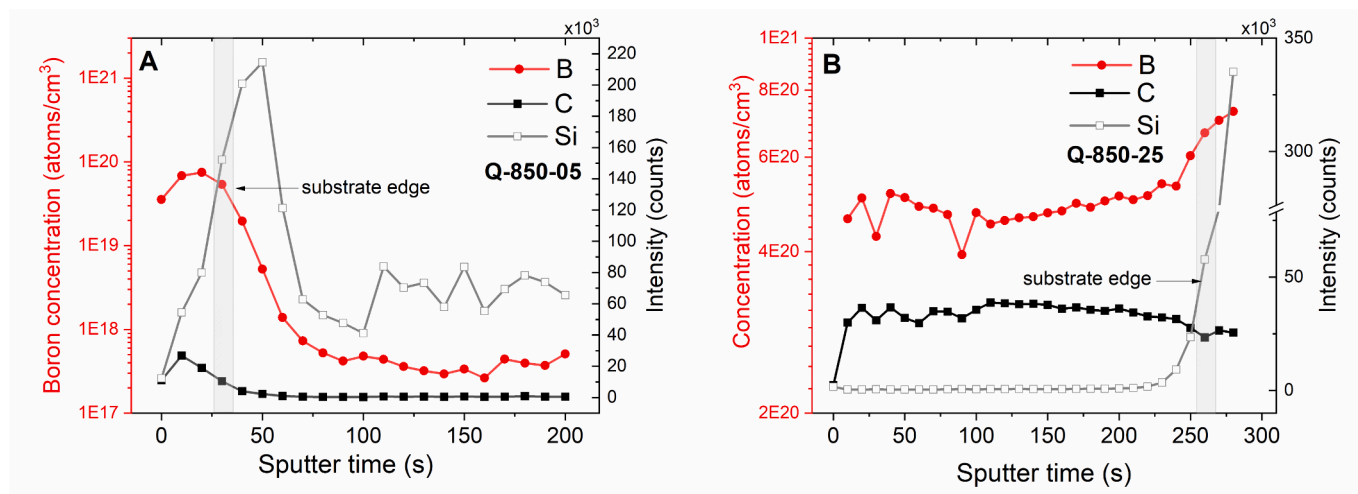 A
B
C
Si
Q-850-05
substrate edge
Boron concentration (atoms/cm³)
1E21
1E20
1E19
1E18
1E17
0
50
100
150
200
Sputter time (s)
x10³
220
200
180
160
140
120
100
80
60
40
20
0
Intensity (counts)
B
B
C
Si
Q-850-25
substrate edge
Concentration (atoms/cm³)
1E21
8E20
6E20
4E20
2E20
0
50
100
150
200
250
300
Sputter time (s)
x10³
350
300
50
0
Intensity (counts)